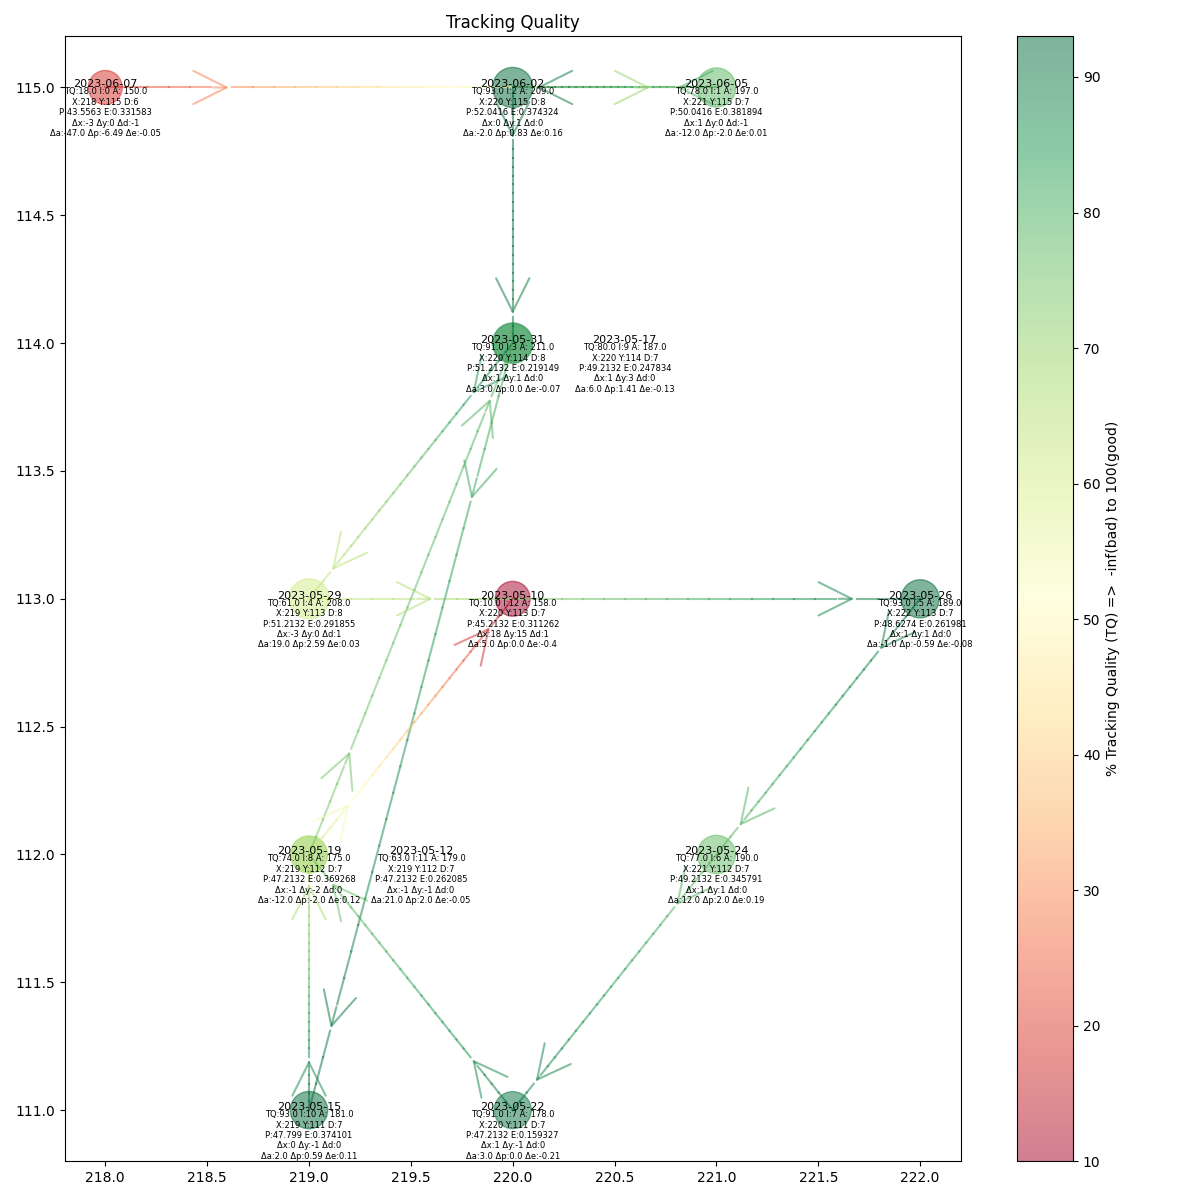 Tracking Quality
2023-06-07
TQ:18.0 I:0 A: 150.0
X:218 Y:115 D:6
P:43.5563 E:0.331583
Δx:-3 Δy:0 Δd:-1
Δa:-47.0 Δp:-6.49 Δe:-0.05
2023-06-02
TQ:93.0 I:2 A: 209.0
X:220 Y:115 D:8
P:52.0416 E:0.374324
Δx:0 Δy:1 Δd:0
Δa:-2.0 Δp:0.83 Δe:0.16
2023-06-05
TQ:78.0 I:1 A: 197.0
X:221 Y:115 D:7
P:50.0416 E:0.381894
Δx:1 Δy:0 Δd:-1
Δa:-12.0 Δp:-2.0 Δe:0.01
2023-05-31
TQ:91.0 I:3 A: 211.0
X:220 Y:114 D:8
P:51.2132 E:0.219149
Δx:1 Δy:1 Δd:0
Δa:3.0 Δp:0.0 Δe:-0.07
2023-05-17
TQ:80.0 I:9 A: 187.0
X:220 Y:114 D:7
P:49.2132 E:0.247834
Δx:1 Δy:3 Δd:0
Δa:6.0 Δp:1.41 Δe:-0.13
2023-05-29
TQ:61.0 I:4 A: 208.0
X:219 Y:113 D:8
P:51.2132 E:0.291855
Δx:-3 Δy:0 Δd:1
Δa:19.0 Δp:2.59 Δe:0.03
2023-05-10
TQ:10.0 I:12 A: 158.0
X:220 Y:113 D:7
P:45.2132 E:0.311262
Δx:18 Δy:15 Δd:1
Δa:5.0 Δp:0.0 Δe:-0.4
2023-05-26
TQ:93.0 I:5 A: 189.0
X:222 Y:113 D:7
P:48.6274 E:0.261981
Δx:1 Δy:1 Δd:0
Δa:-1.0 Δp:-0.59 Δe:-0.08
2023-05-19
TQ:74.0 I:8 A: 175.0
X:219 Y:112 D:7
P:47.2132 E:0.369268
Δx:-1 Δy:-2 Δd:0
Δa:-12.0 Δp:-2.0 Δe:0.12
2023-05-12
TQ:63.0 I:11 A: 179.0
X:219 Y:112 D:7
P:47.2132 E:0.262085
Δx:-1 Δy:-1 Δd:0
Δa:21.0 Δp:2.0 Δe:-0.05
2023-05-24
TQ:77.0 I:6 A: 190.0
X:221 Y:112 D:7
P:49.2132 E:0.345791
Δx:1 Δy:1 Δd:0
Δa:12.0 Δp:2.0 Δe:0.19
2023-05-15
TQ:93.0 I:10 A: 181.0
X:219 Y:111 D:7
P:47.799 E:0.374101
Δx:0 Δy:-1 Δd:0
Δa:2.0 Δp:0.59 Δe:0.11
2023-05-22
TQ:91.0 I:7 A: 178.0
X:220 Y:111 D:7
P:47.2132 E:0.159327
Δx:1 Δy:-1 Δd:0
Δa:3.0 Δp:0.0 Δe:-0.21
115.0
114.5
114.0
113.5
113.0
112.5
112.0
111.5
111.0
218.0
218.5
219.0
219.5
220.0
220.5
221.0
221.5
222.0
90
80
70
60
50
40
30
20
10
% Tracking Quality (TQ) => -inf(bad) to 100(good)